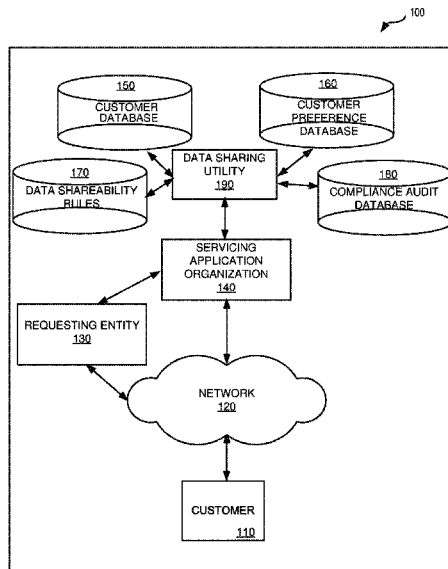 100
150
CUSTOMER
DATABASE
160
CUSTOMER
PREFERENCE
DATABASE
170
DATA SHAREABILITY
RULES
DATA SHARING
UTILITY
190
180
COMPLIANCE AUDIT
DATABASE
SERVICING
APPLICATION
ORGANIZATION
140
REQUESTING ENTITY
130
NETWORK
120
CUSTOMER
110